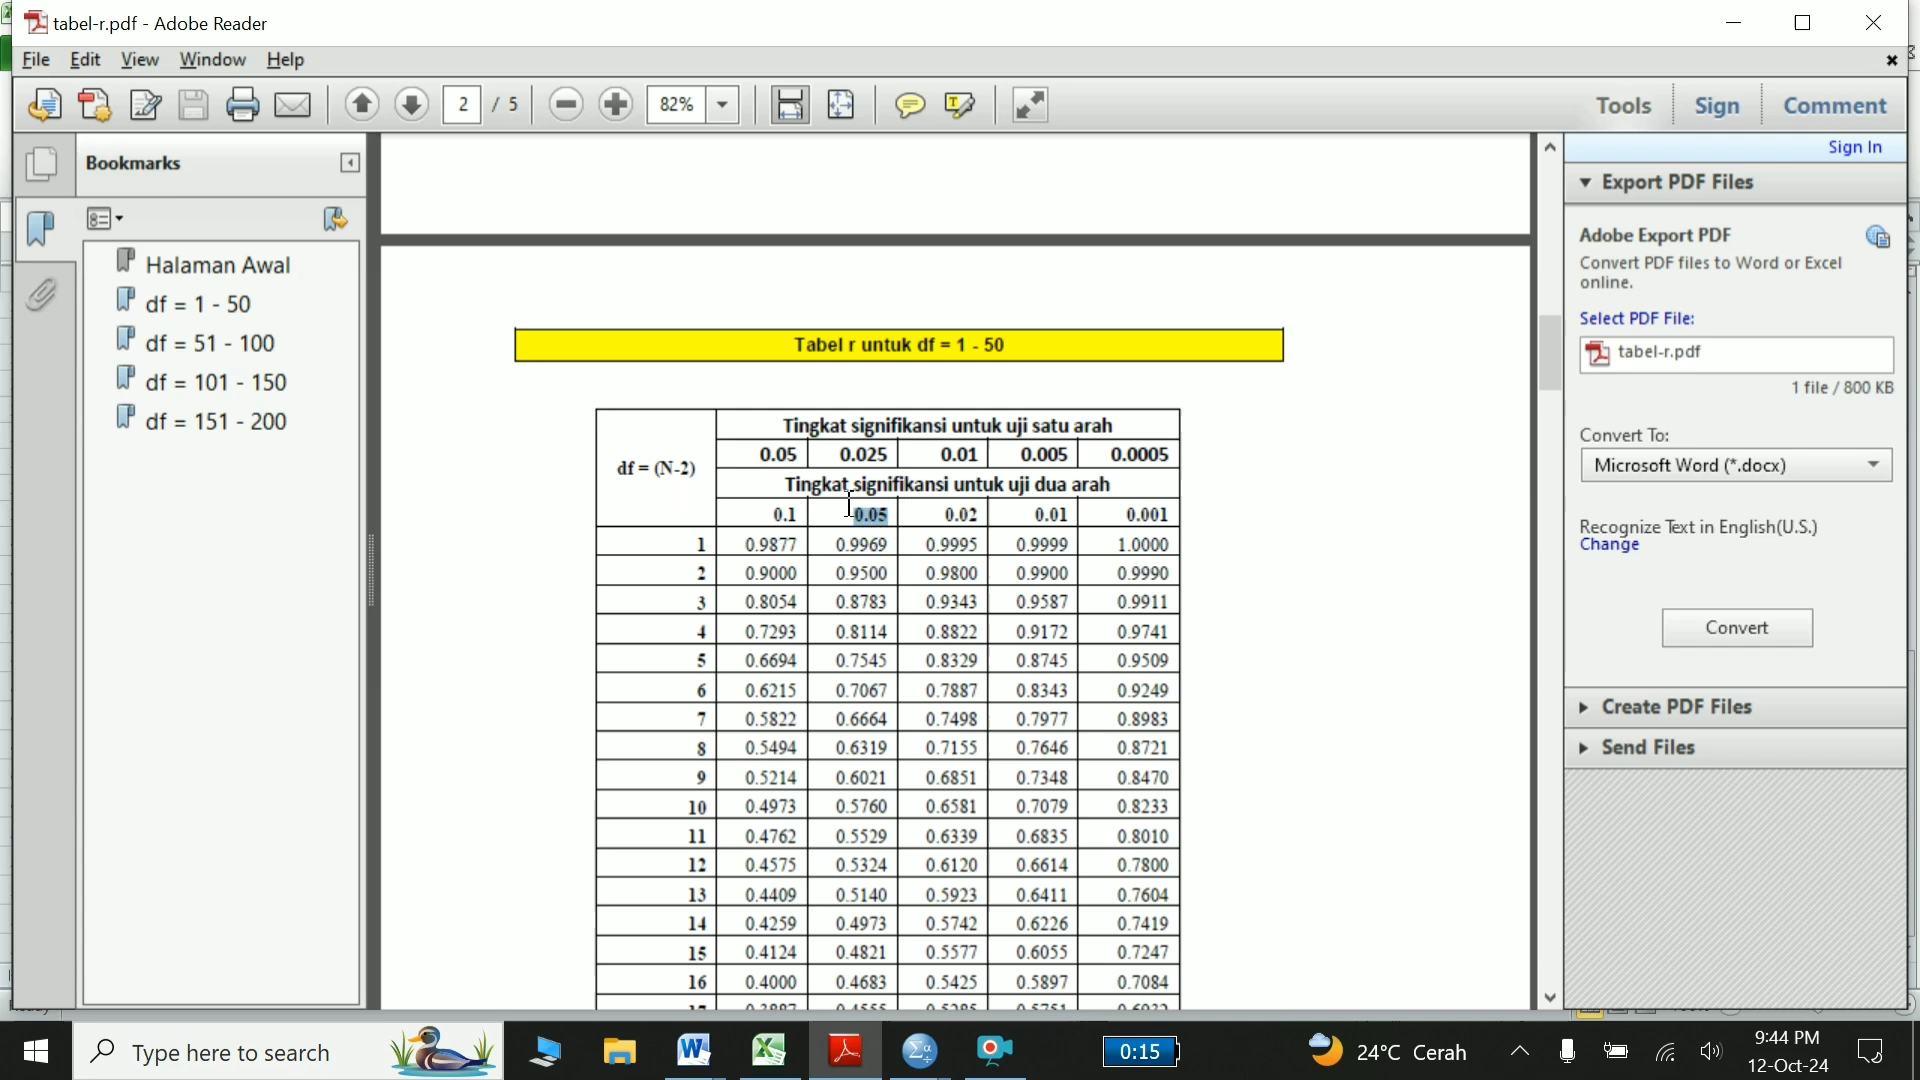 tabel-r.pdf - Adobe Reader
File Edit View Window Help
2 / 5 82% Tools Sign Comment
Bookmarks
Halaman Awal
df = 1 - 50
df = 51 - 100
df = 101 - 150
df = 151 - 200
Tabel r untuk df = 1 - 50
df = (N-2)
Tingkat signifikansi untuk uji satu arah
0.05 0.025 0.01 0.005 0.0005
Tingkat signifikansi untuk uji dua arah
0.1 0.05 0.02 0.01 0.001
1 0.9877 0.9969 0.9995 0.9999 1.0000
2 0.9000 0.9500 0.9800 0.9900 0.9990
3 0.8054 0.8783 0.9343 0.9587 0.9911
4 0.7293 0.8114 0.8822 0.9172 0.9741
5 0.6694 0.7545 0.8329 0.8745 0.9509
6 0.6215 0.7067 0.7887 0.8343 0.9249
7 0.5822 0.6664 0.7498 0.7977 0.8983
8 0.5494 0.6319 0.7155 0.7646 0.8721
9 0.5214 0.6021 0.6851 0.7348 0.8470
10 0.4973 0.5760 0.6581 0.7079 0.8233
11 0.4762 0.5529 0.6339 0.6835 0.8010
12 0.4575 0.5324 0.6120 0.6614 0.7800
13 0.4409 0.5140 0.5923 0.6411 0.7604
14 0.4259 0.4973 0.5742 0.6226 0.7419
15 0.4124 0.4821 0.5577 0.6055 0.7247
16 0.4000 0.4683 0.5425 0.5897 0.7084
Sign In
Export PDF Files
Adobe Export PDF
Convert PDF files to Word or Excel
online.
Select PDF File:
tabel-r.pdf
1 file / 800 KB
Convert To:
Microsoft Word (*.docx)
Recognize Text in English(U.S.)
Change
Convert
Create PDF Files
Send Files
Type here to search
0:15
24°C Cerah
9:44 PM
12-Oct-24